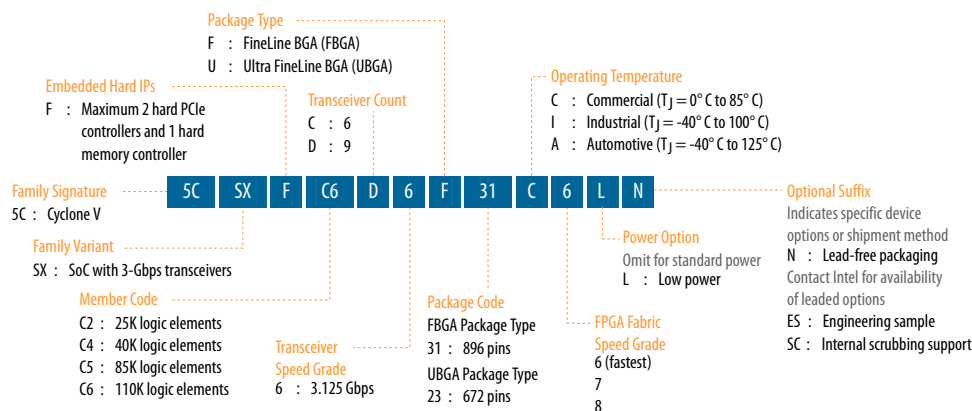 Package Type
F : FineLine BGA (FBGA)
U : Ultra FineLine BGA (UBGA)
Embedded Hard IPs
F : Maximum 2 hard PCIe
controllers and 1 hard
memory controller
Transceiver Count
C : 6
D : 9
Operating Temperature
C : Commercial (TJ = 0° C to 85° C)
I : Industrial (TJ = -40° C to 100° C)
A : Automotive (TJ = -40° C to 125° C)
Family Signature
5C : Cyclone V
5C SX F C6 D 6 F 31 C 6 L N
Optional Suffix
Indicates specific device
options or shipment method
N : Lead-free packaging
Contact Intel for availability
of leaded options
ES : Engineering sample
SC : Internal scrubbing support
Family Variant
SX : SoC with 3-Gbps transceivers
Power Option
Omit for standard power
L : Low power
Member Code
C2 : 25K logic elements
C4 : 40K logic elements
C5 : 85K logic elements
C6 : 110K logic elements
Transceiver
Speed Grade
6 : 3.125 Gbps
Package Code
FBGA Package Type
31 : 896 pins
UBGA Package Type
23 : 672 pins
FPGA Fabric
Speed Grade
6 (fastest)
7
8